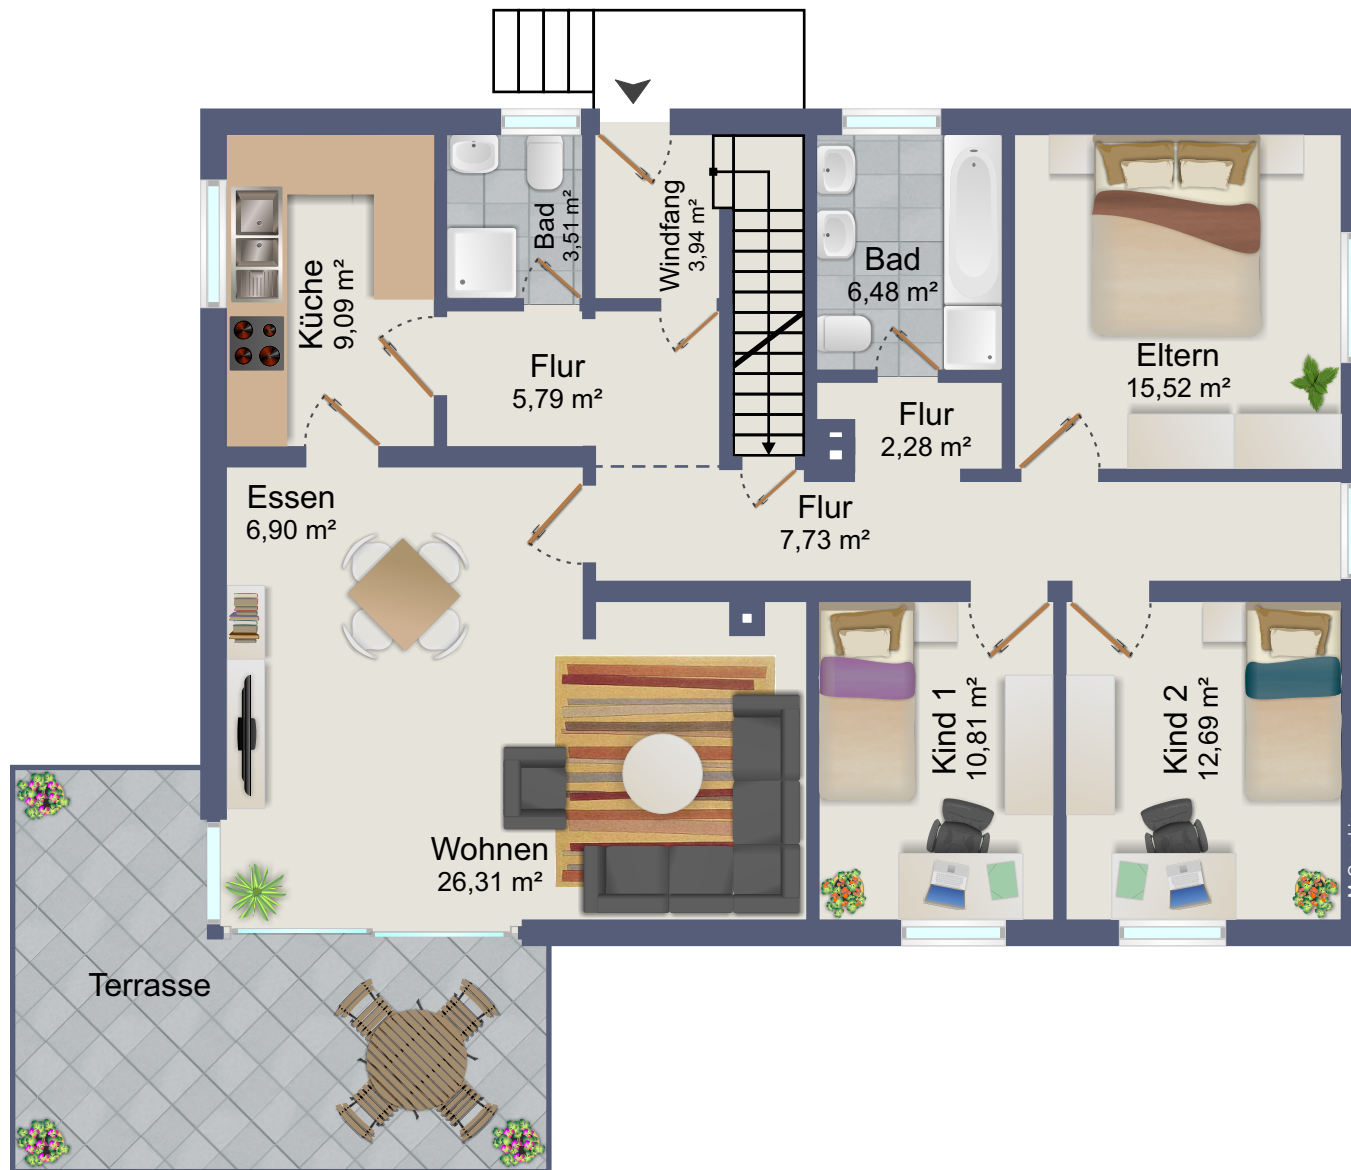 Küche
9,09 m²
Bad
3,51 m²
Windfang
3,94 m²
Bad
6,48 m²
Eltern
15,52 m²
Flur
5,79 m²
Flur
2,28 m²
Essen
6,90 m²
Flur
7,73 m²
Kind 1
10,81 m²
Kind 2
12,69 m²
Wohnen
26,31 m²
Terrasse